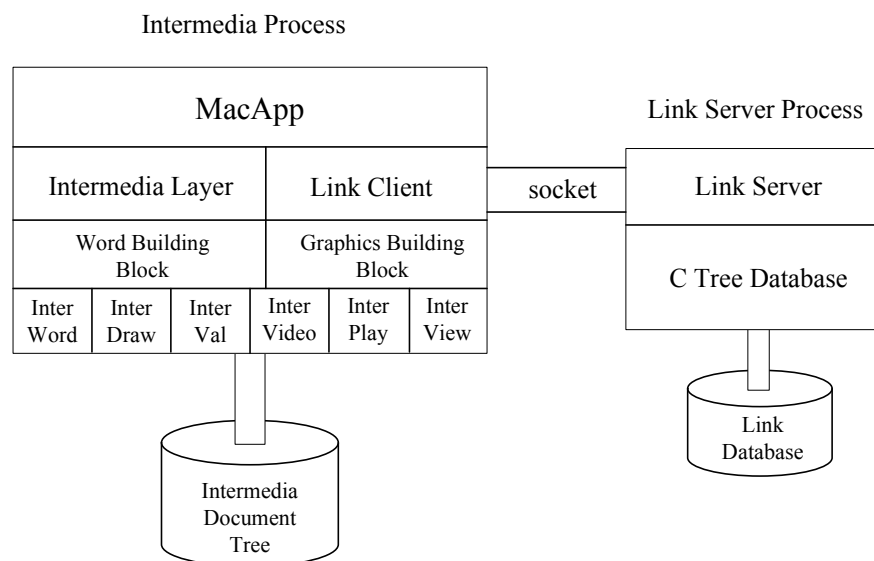 Intermedia Process
MacApp
Link Server Process
Intermedia Layer
Link Client
socket
Link Server
Word Building
Block
Graphics Building
Block
C Tree Database
Inter
Word
Inter
Draw
Inter
Val
Inter
Video
Inter
Play
Inter
View
Link
Database
Intermedia
Document
Tree